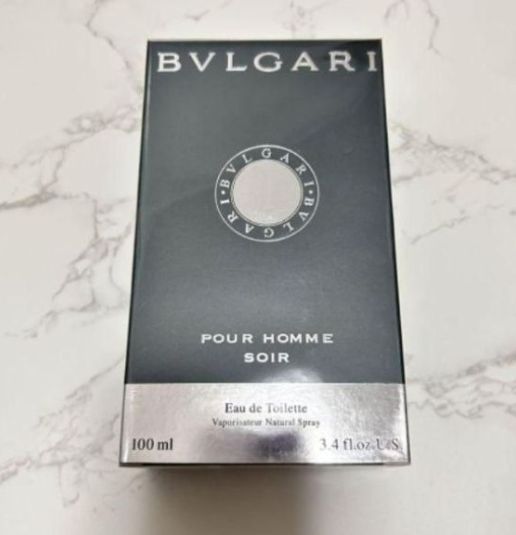 BVLGARI
BVLGARI•BVLGARI•
POUR HOMME
SOIR
Eau de Toilette
Vaporisateur Natural Spray
100 ml
3.4 fl.oz.U.S.